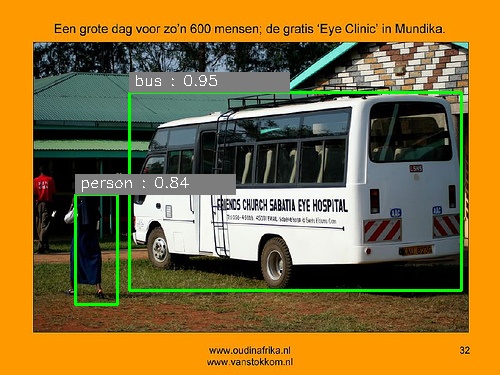 Een grote dag voor zo'n 600 mensen; de gratis 'Eye Clinic' in Mundika.
bus : 0.95
person : 0.84
FRIENDS CHURCH SABATIA EYE HOSPITAL
www.oudinafrika.nl
32
www.vanstokkom.nl